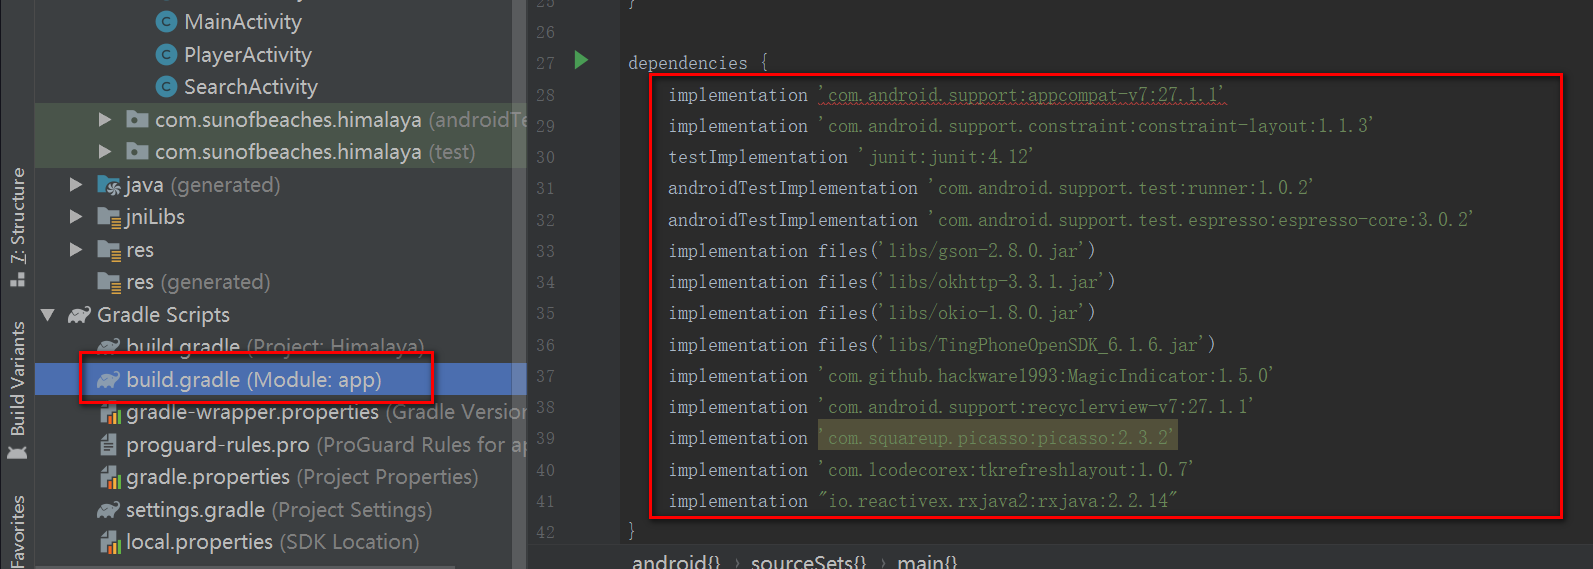 MainActivity
PlayerActivity
SearchActivity
com.sunofbeaches.himalaya (androidTe
com.sunofbeaches.himalaya (test)
java (generated)
jniLibs
res
res (generated)
Gradle Scripts
build.gradle (Project: Himalaya)
build.gradle (Module: app)
gradle-wrapper.properties (Gradle Version
proguard-rules.pro (ProGuard Rules for ap
gradle.properties (Project Properties)
settings.gradle (Project Settings)
local.properties (SDK Location)
7: Structure
Build Variants
Favorites
25 }
26
27 dependencies {
28 implementation 'com.android.support:appcompat-v7:27.1.1'
29 implementation 'com.android.support.constraint:constraint-layout:1.1.3'
30 testImplementation 'junit:junit:4.12'
31 androidTestImplementation 'com.android.support.test:runner:1.0.2'
32 androidTestImplementation 'com.android.support.test.espresso:espresso-core:3.0.2'
33 implementation files('libs/gson-2.8.0.jar')
34 implementation files('libs/okhttp-3.3.1.jar')
35 implementation files('libs/okio-1.8.0.jar')
36 implementation files('libs/TingPhoneOpenSDK_6.1.6.jar')
37 implementation 'com.github.hackware1993:MagicIndicator:1.5.0'
38 implementation 'com.android.support:recyclerview-v7:27.1.1'
39 implementation 'com.squareup.picasso:picasso:2.3.2'
40 implementation 'com.lcodecorex:tkrefreshlayout:1.0.7'
41 implementation "io.reactivex.rxjava2:rxjava:2.2.14"
42 }
android{} › sourceSets{} › main{}